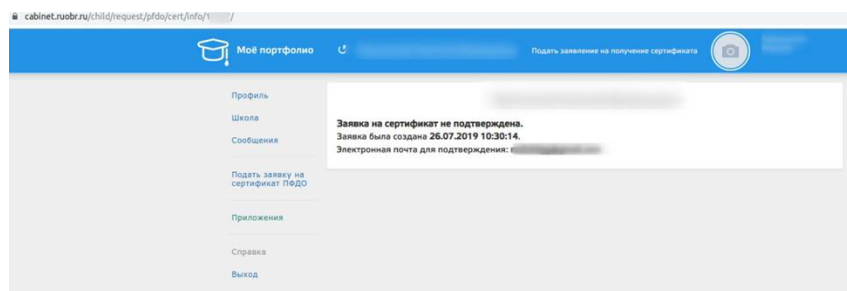 cabinet.ruobr.ru/child/request/pfdo/cert/info/1
Моё портфолио
Подать заявление на получение сертификата
Профиль
Школа
Сообщения
Подать заявку на
сертификат ПФДО
Приложения
Справка
Выход
Заявка на сертификат не подтверждена.
Заявка была создана 26.07.2019 10:30:14.
Электронная почта для подтверждения: